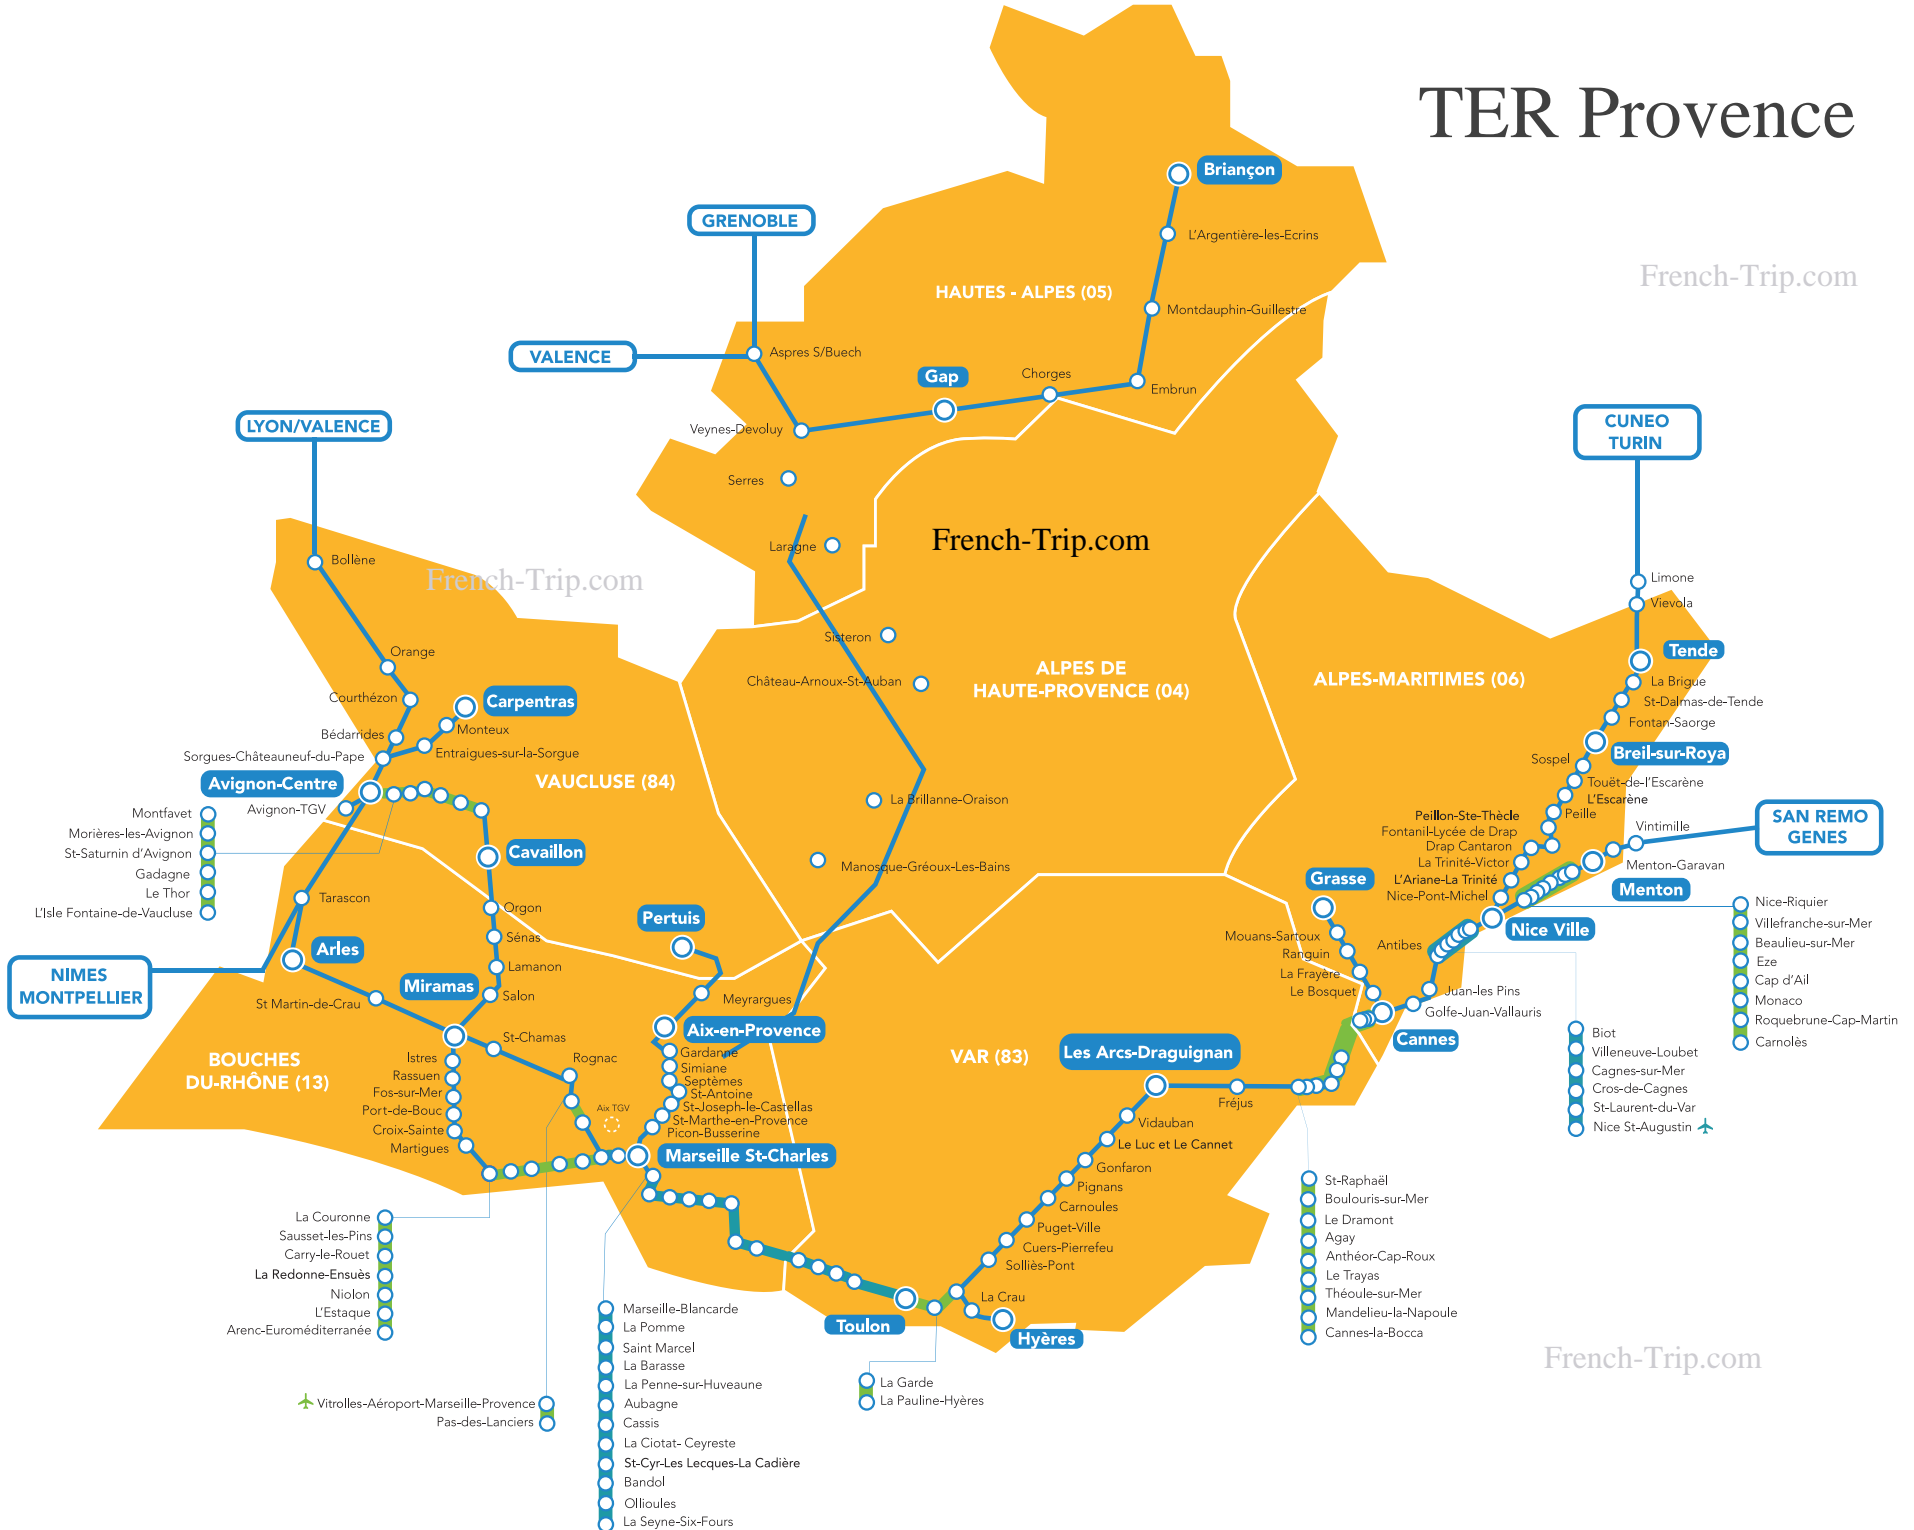 TER Provence
Briançon
GRENOBLE
L'Argentière-les-Ecrins
French-Trip.com
HAUTES - ALPES (05)
Montdauphin-Guillestre
VALENCE
Aspres S/Buech
Gap
Chorges
Embrun
Veynes-Devoluy
LYON/VALENCE
CUNEO
TURIN
Serres
Laragne
French-Trip.com
Bollène
French-Trip.com
Limone
Vievola
Sisteron
Orange
Tende
ALPES DE
HAUTE-PROVENCE (04)
ALPES-MARITIMES (06)
Château-Arnoux-St-Auban
La Brigue
St-Dalmas-de-Tende
Fontan-Saorge
Courthézon
Carpentras
Monteux
Bédarrides
Entraigues-sur-la-Sorgue
Sorgues-Châteauneuf-du-Pape
Breil-sur-Roya
Sospel
Touët-de-l'Escarène
L'Escarène
Peille
Avignon-Centre
VAUCLUSE (84)
Avignon-TGV
La Brillanne-Oraison
Montfavet
Morières-les-Avignon
St-Saturnin d'Avignon
Gadagne
Le Thor
L'Isle Fontaine-de-Vaucluse
Cavaillon
Peillon-Ste-Thècle
Fontanil-Lycée de Drap
Drap Cantaron
La Trinité-Victor
L'Ariane-La Trinité
Nice-Pont-Michel
Vintimille
SAN REMO
GENES
Menton-Garavan
Menton
Manosque-Gréoux-Les-Bains
Grasse
Tarascon
Orgon
Pertuis
Nice Ville
Nice-Riquier
Villefranche-sur-Mer
Beaulieu-sur-Mer
Eze
Cap d'Ail
Monaco
Roquebrune-Cap-Martin
Carnolès
Arles
Sénas
Lamanon
Salon
Mouans-Sartoux
Ranguin
La Frayère
Le Bosquet
Antibes
Juan-les Pins
Golfe-Juan-Vallauris
Cannes
NIMES
MONTPELLIER
Miramas
St Martin-de-Crau
Meyrargues
Aix-en-Provence
St-Chamas
Rognac
Gardanne
Simiane
Septèmes
St-Antoine
St-Joseph-le-Castellas
St-Marthe-en-Provence
Picon-Busserine
Aix TGV
BOUCHES
DU-RHÔNE (13)
Istres
Rassuen
Fos-sur-Mer
Port-de-Bouc
Croix-Sainte
Martigues
Marseille St-Charles
VAR (83)
Les Arcs-Draguignan
Fréjus
Vidauban
Le Luc et Le Cannet
Gonfaron
Pignans
Carnoules
Puget-Ville
Cuers-Pierrefeu
Solliès-Pont
Biot
Villeneuve-Loubet
Cagnes-sur-Mer
Cros-de-Cagnes
St-Laurent-du-Var
Nice St-Augustin
St-Raphaël
Boulouris-sur-Mer
Le Dramont
Agay
Anthéor-Cap-Roux
Le Trayas
Théoule-sur-Mer
Mandelieu-la-Napoule
Cannes-la-Bocca
La Couronne
Sausset-les-Pins
Carry-le-Rouet
La Redonne-Ensuès
Niolon
L'Estaque
Arenc-Euroméditerranée
La Crau
Toulon
Hyères
French-Trip.com
La Garde
La Pauline-Hyères
Vitrolles-Aéroport-Marseille-Provence
Pas-des-Lanciers
Marseille-Blancarde
La Pomme
Saint Marcel
La Barasse
La Penne-sur-Huveaune
Aubagne
Cassis
La Ciotat- Ceyreste
St-Cyr-Les Lecques-La Cadière
Bandol
Ollioules
La Seyne-Six-Fours